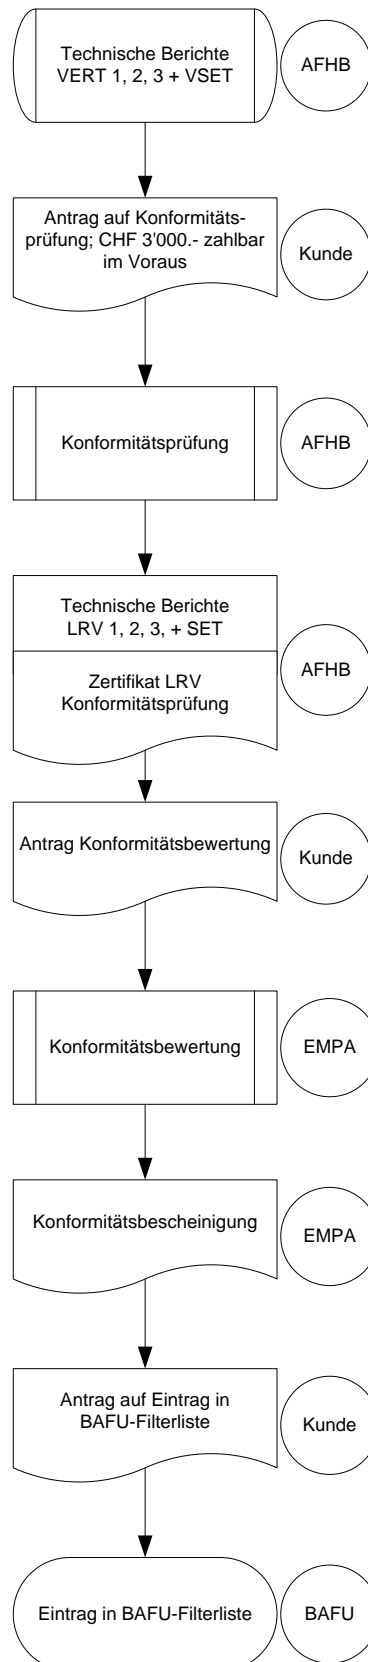 Technische Berichte
VERT 1, 2, 3 + VSET
AFHB
Antrag auf Konformitäts-
prüfung; CHF 3'000.- zahlbar
im Voraus
Kunde
Konformitätsprüfung
AFHB
Technische Berichte
LRV 1, 2, 3, + SET
Zertifikat LRV
Konformitätsprüfung
AFHB
Antrag Konformitätsbewertung
Kunde
Konformitätsbewertung
EMPA
Konformitätsbescheinigung
EMPA
Antrag auf Eintrag in
BAFU-Filterliste
Kunde
Eintrag in BAFU-Filterliste
BAFU